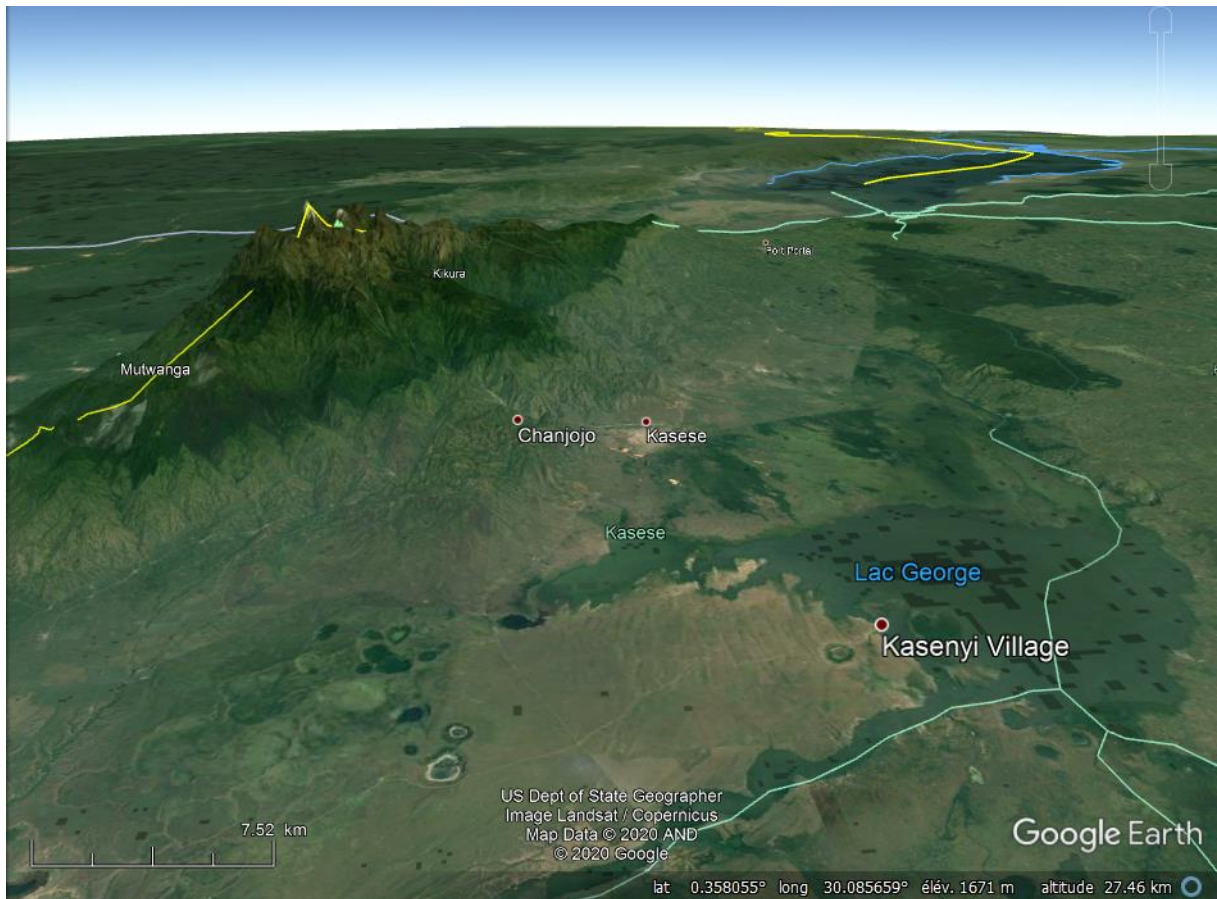 Fort Portal
Kikura
Mutwanga
Chanjojo
Kasese
Kasese
Lac George
Kasenyi Village
US Dept of State Geographer
Image Landsat / Copernicus
Map Data © 2020 AND
© 2020 Google
7.52 km
Google Earth
lat 0.358055° long 30.085659° élév. 1671 m altitude 27.46 km